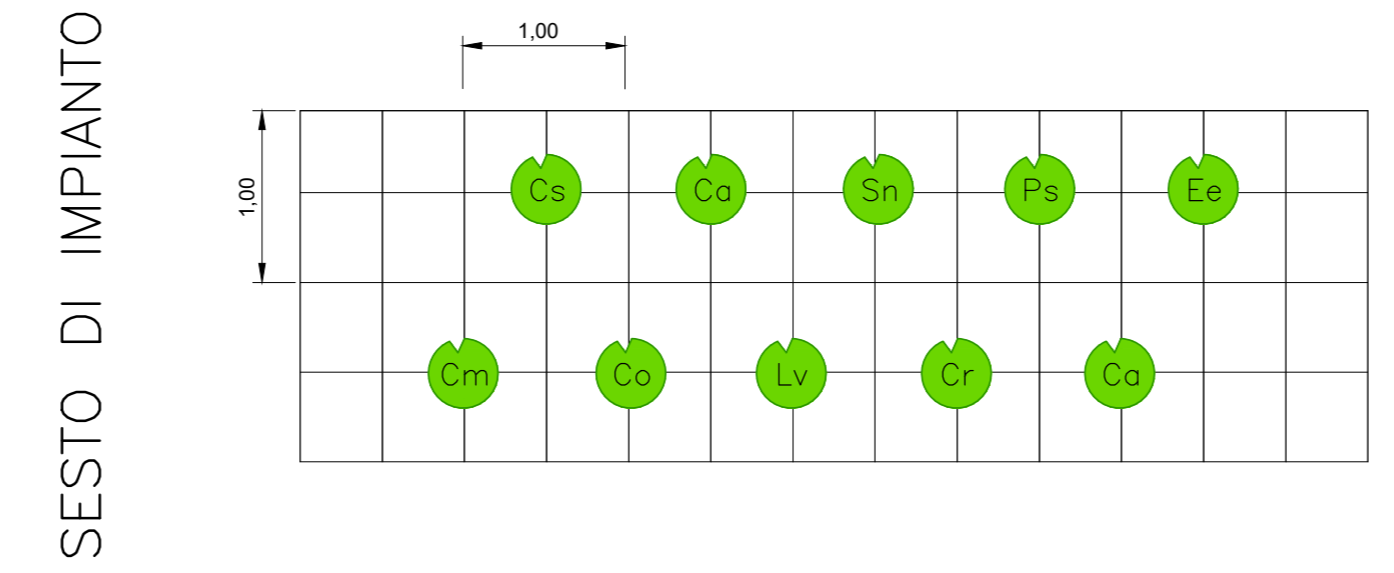 SESTO DI IMPIANTO
1,00
1,00
Cs Ca Sn Ps Ee
Cm Co Lv Cr Ca